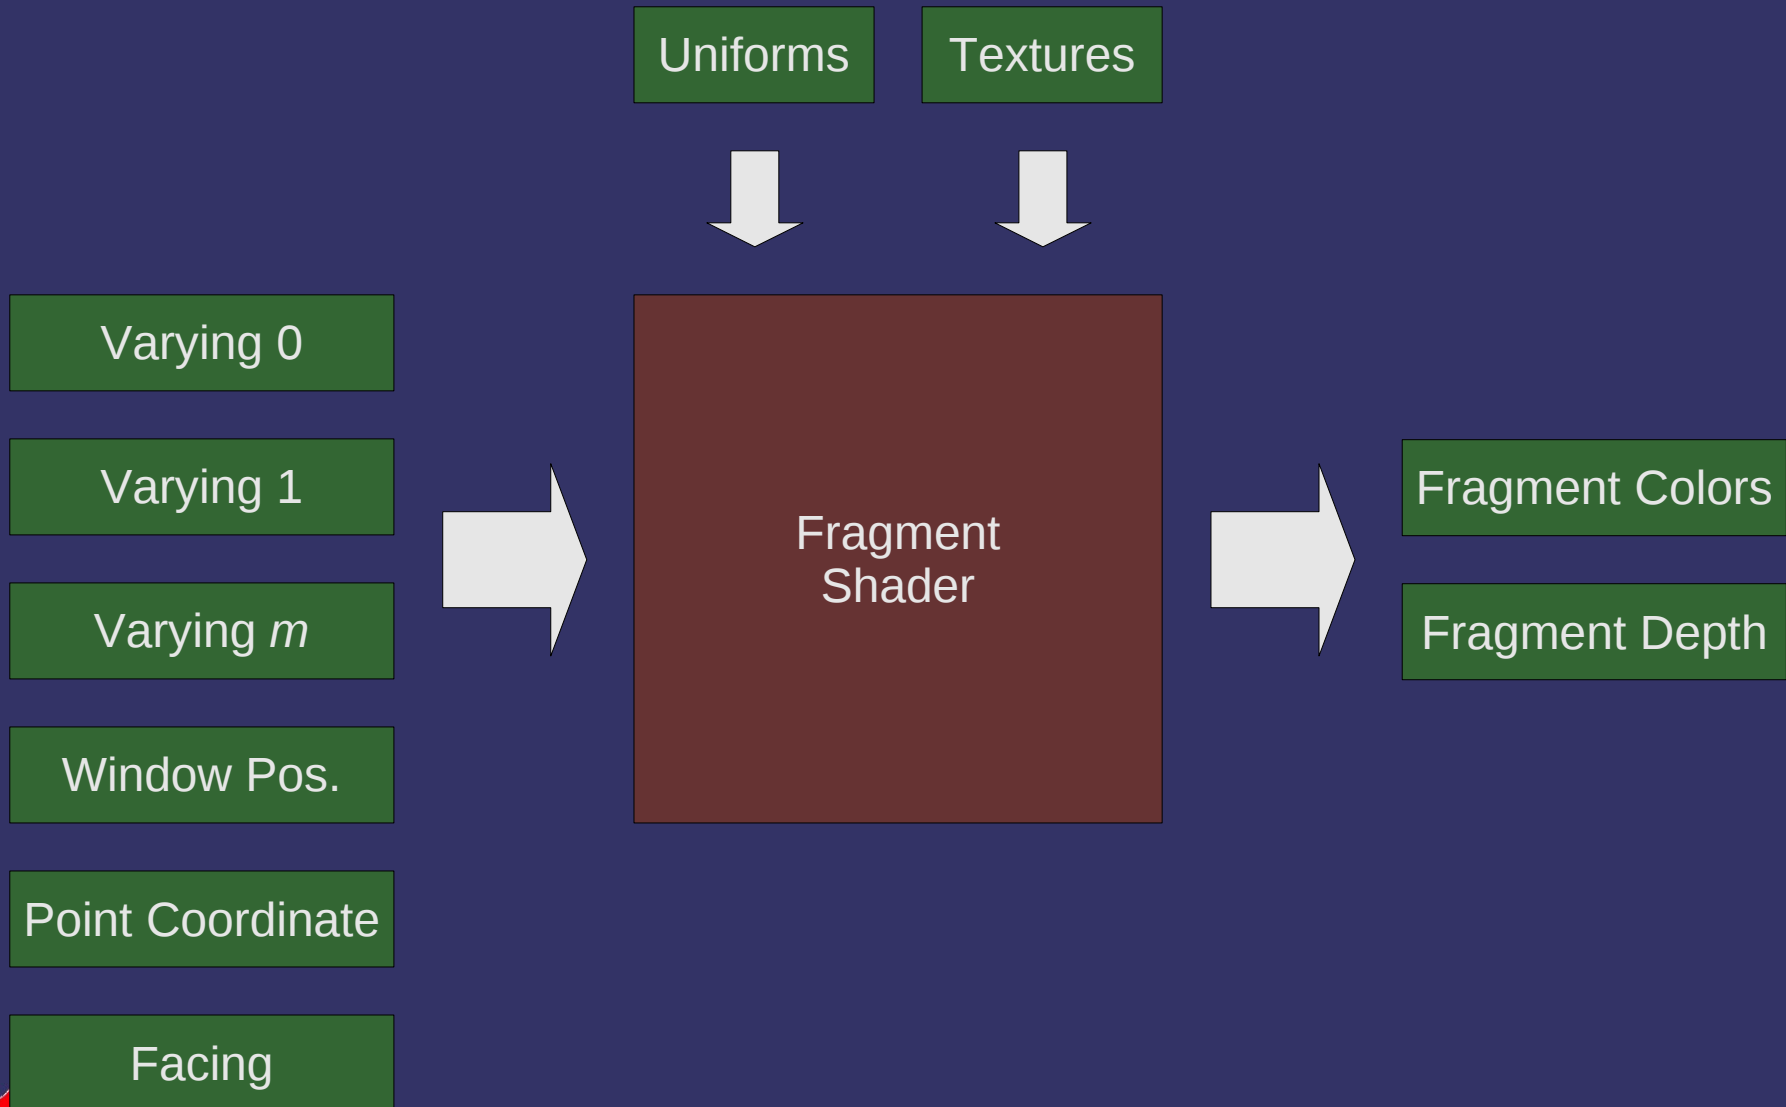 Uniforms
Textures
Varying 0
Varying 1
Varying m
Window Pos.
Point Coordinate
Facing
Fragment
Shader
Fragment Colors
Fragment Depth